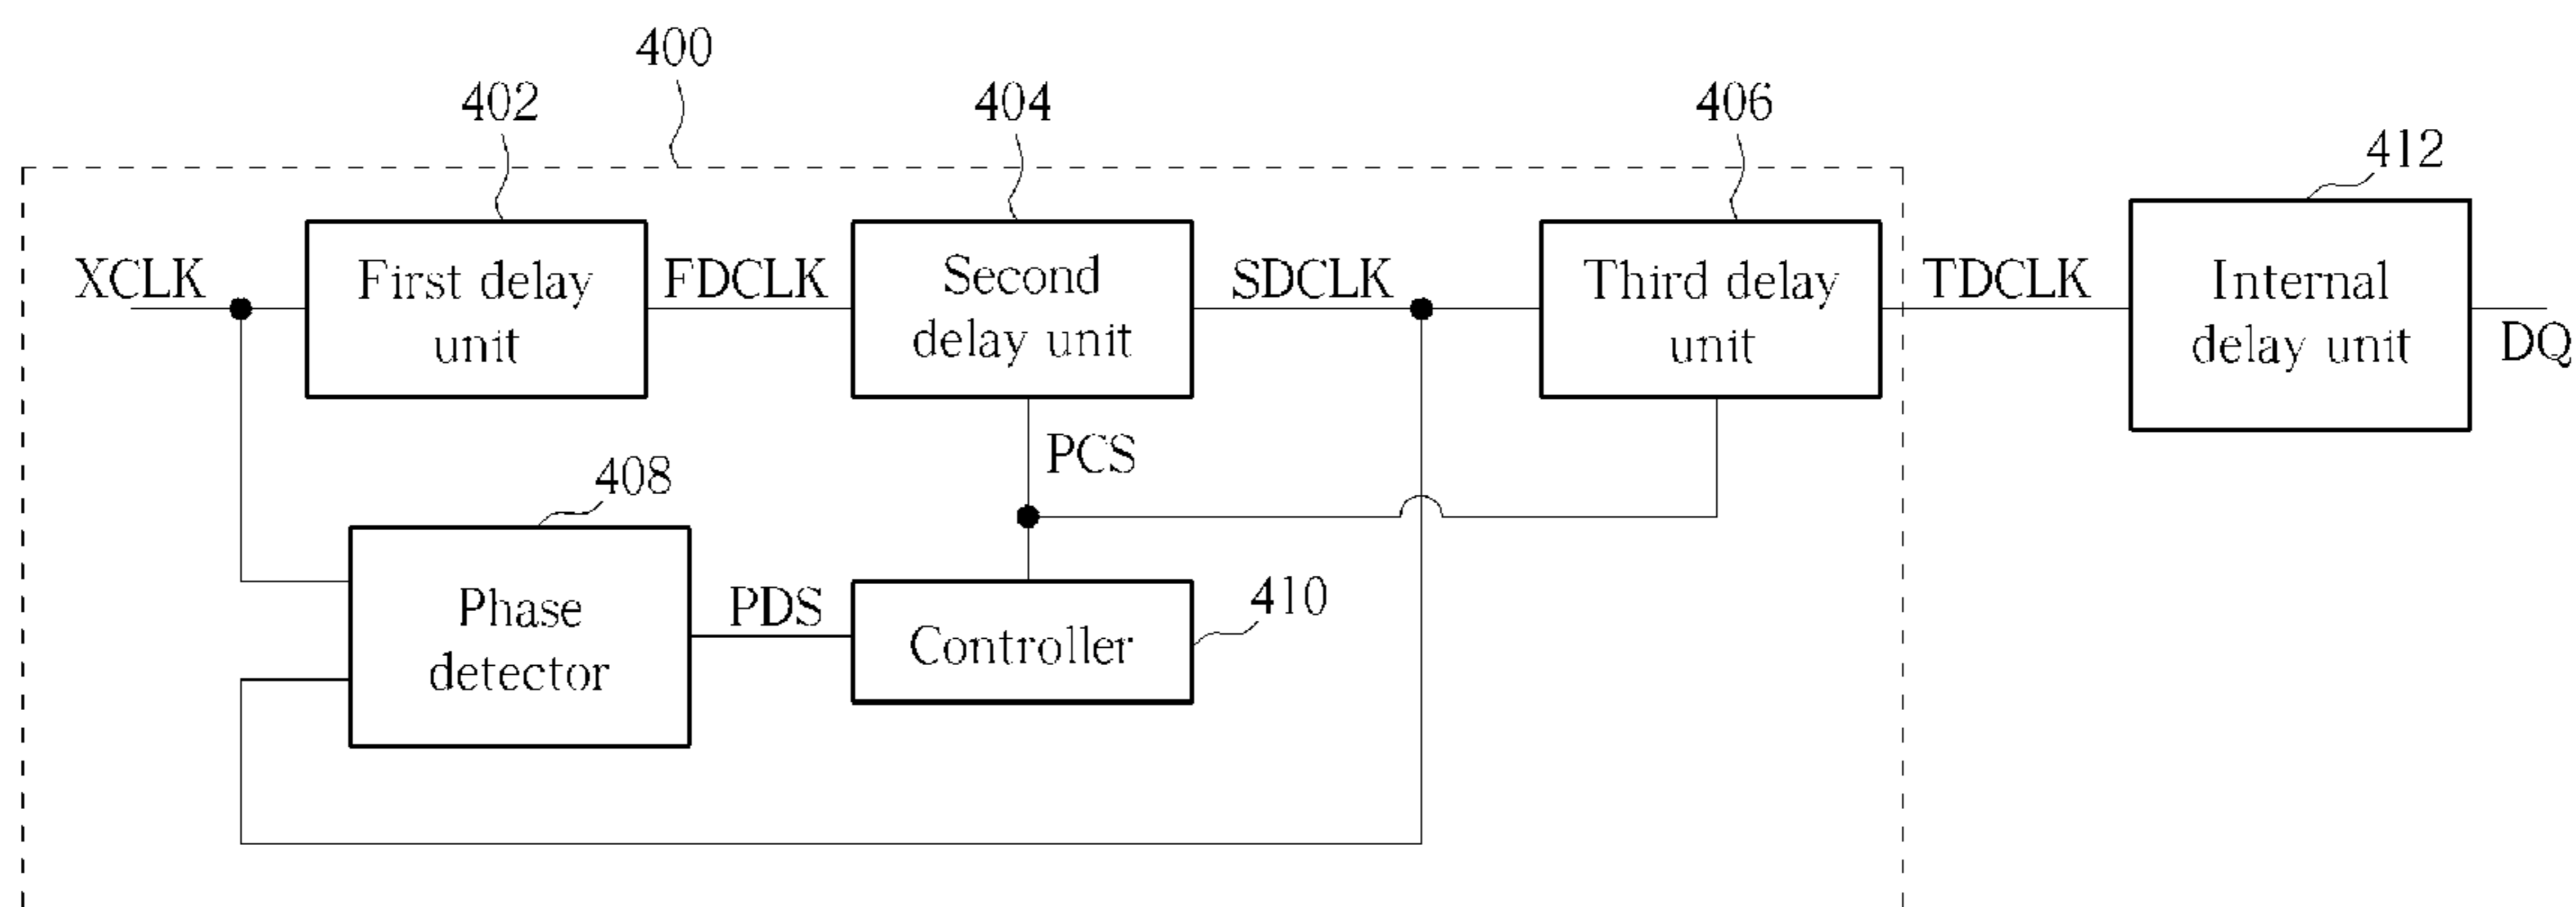 400
402
404
406
412
XCLK
First delay
unit
FDCLK
Second
delay unit
SDCLK
Third delay
unit
TDCLK
Internal
delay unit
DQ
PCS
408
Phase
detector
PDS
Controller
410